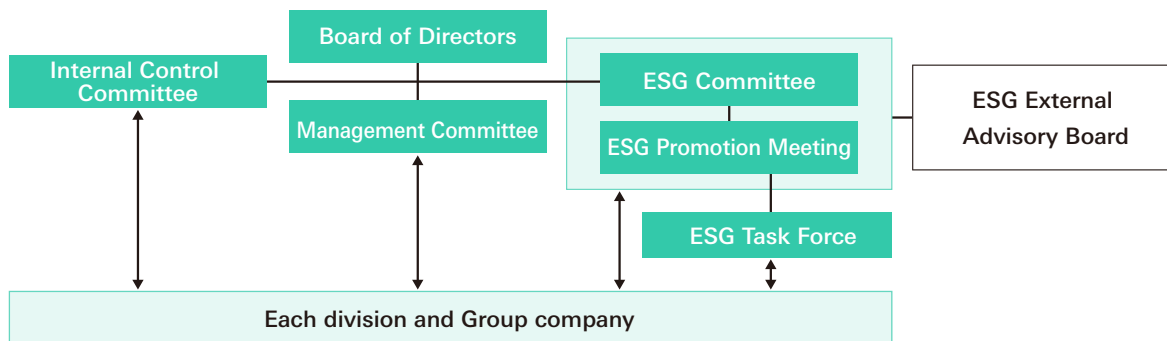 Board of Directors
Internal Control
Committee
ESG Committee
ESG External
Advisory Board
Management Committee
ESG Promotion Meeting
ESG Task Force
Each division and Group company